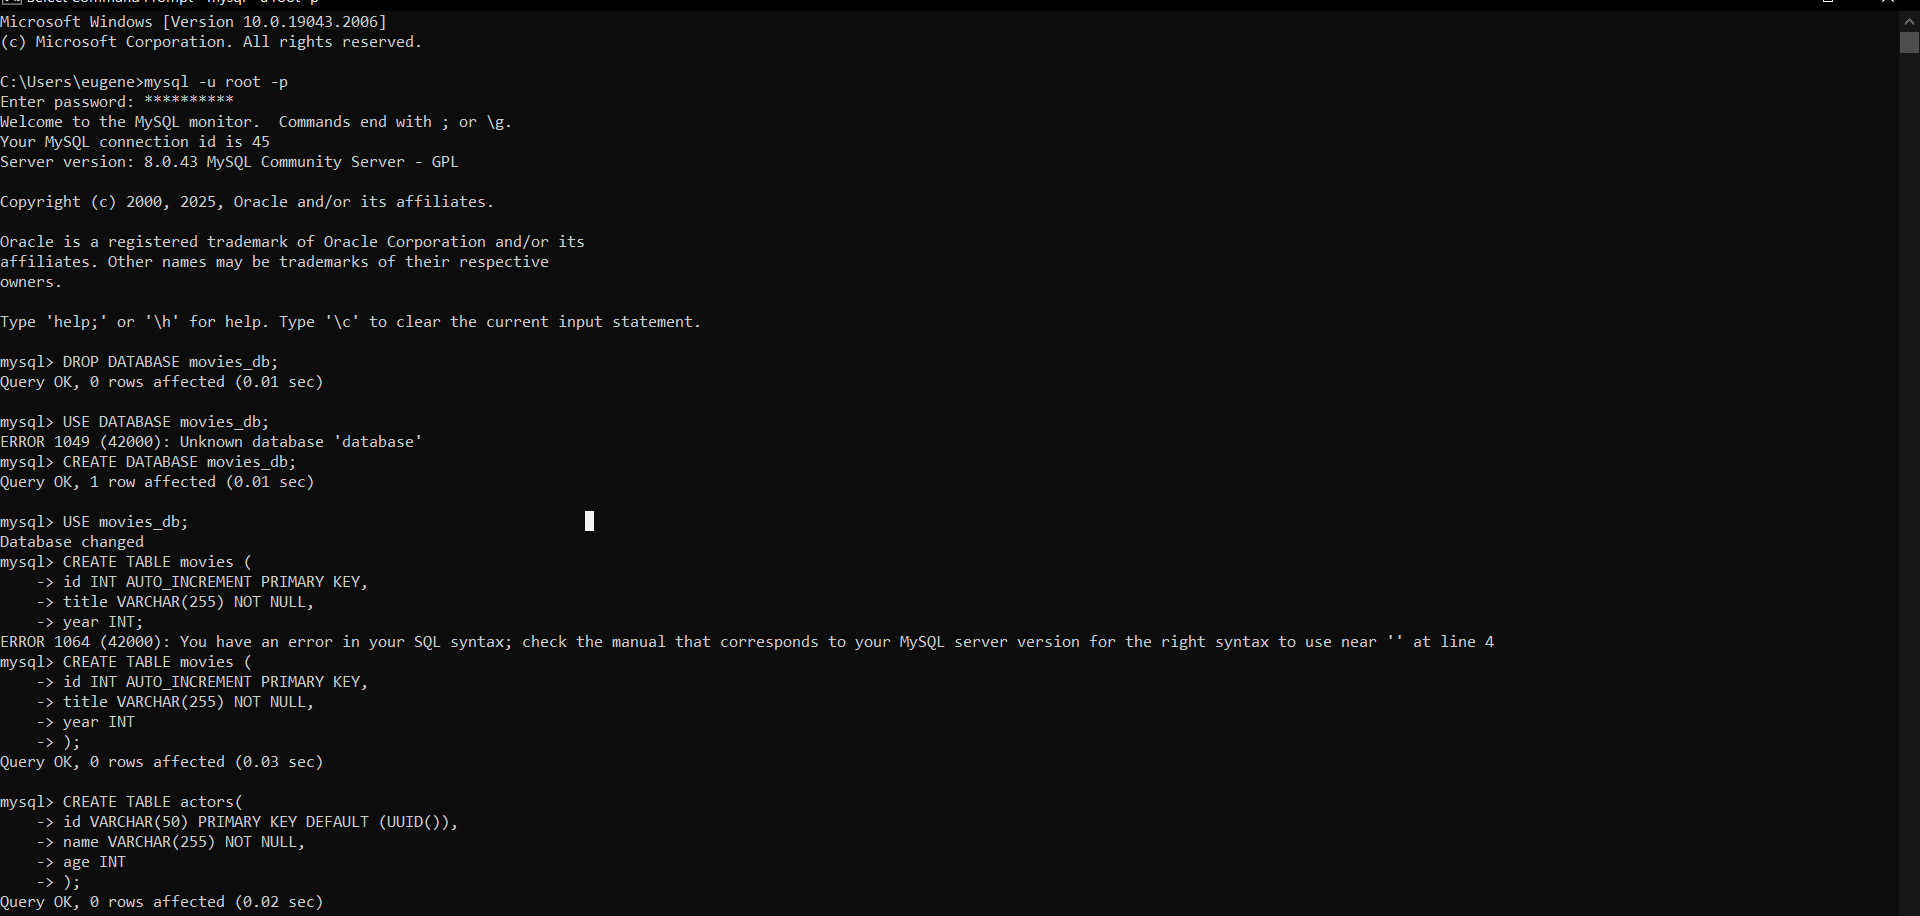 Microsoft Windows [Version 10.0.19043.2006]
(c) Microsoft Corporation. All rights reserved.
C:\Users\eugene>mysql -u root -p
Enter password: **********
Welcome to the MySQL monitor.  Commands end with ; or \g.
Your MySQL connection id is 45
Server version: 8.0.43 MySQL Community Server - GPL
Copyright (c) 2000, 2025, Oracle and/or its affiliates.
Oracle is a registered trademark of Oracle Corporation and/or its
affiliates. Other names may be trademarks of their respective
owners.
Type 'help;' or '\h' for help. Type '\c' to clear the current input statement.
mysql> DROP DATABASE movies_db;
Query OK, 0 rows affected (0.01 sec)
mysql> USE DATABASE movies_db;
ERROR 1049 (42000): Unknown database 'database'
mysql> CREATE DATABASE movies_db;
Query OK, 1 row affected (0.01 sec)
mysql> USE movies_db;
Database changed
mysql> CREATE TABLE movies (
    -> id INT AUTO_INCREMENT PRIMARY KEY,
    -> title VARCHAR(255) NOT NULL,
    -> year INT;
ERROR 1064 (42000): You have an error in your SQL syntax; check the manual that corresponds to your MySQL server version for the right syntax to use near '' at line 4
mysql> CREATE TABLE movies (
    -> id INT AUTO_INCREMENT PRIMARY KEY,
    -> title VARCHAR(255) NOT NULL,
    -> year INT
    -> );
Query OK, 0 rows affected (0.03 sec)
mysql> CREATE TABLE actors(
    -> id VARCHAR(50) PRIMARY KEY DEFAULT (UUID()),
    -> name VARCHAR(255) NOT NULL,
    -> age INT
    -> );
Query OK, 0 rows affected (0.02 sec)